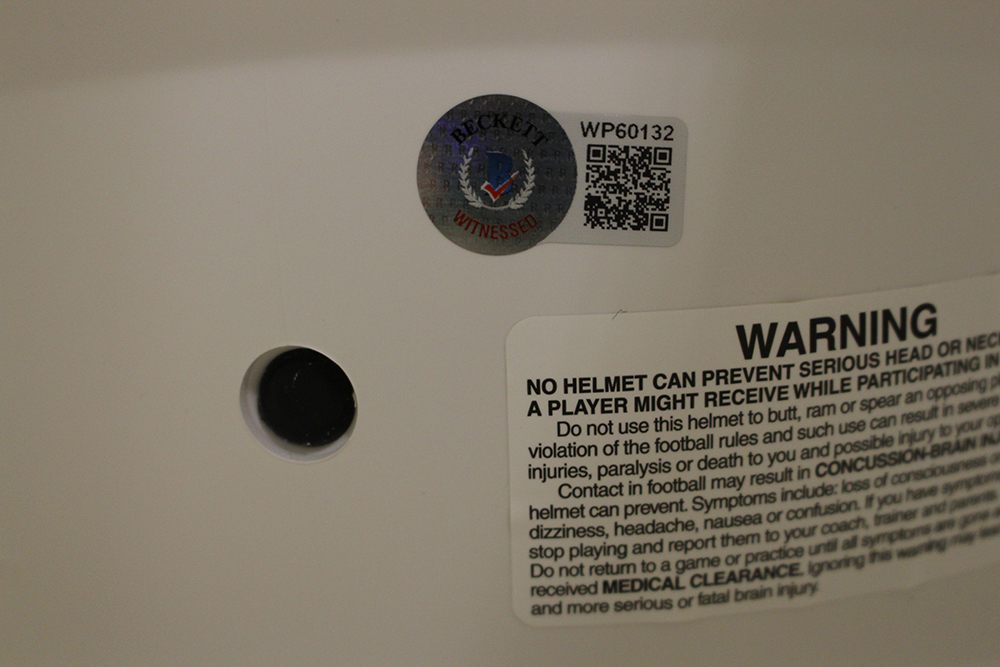 BECKETT
WITNESSED
WP60132
WARNING
NO HELMET CAN PREVENT SERIOUS HEAD OR NEC
A PLAYER MIGHT RECEIVE WHILE PARTICIPATING IN
Do not use this helmet to butt, ram or spear an opposing p
violation of the football rules and such use can result in severe
injuries, paralysis or death to you and possible injury to your op
Contact in football may result in CONCUSSION-BRAIN INJ
helmet can prevent. Symptoms include: loss of consciousness o
dizziness, headache, nausea or confusion. If you have symptom
stop playing and report them to your coach, trainer and parents.
Do not return to a game or practice until all symptoms are gone a
received MEDICAL CLEARANCE. Ignoring this warning may lead
and more serious or fatal brain injury.